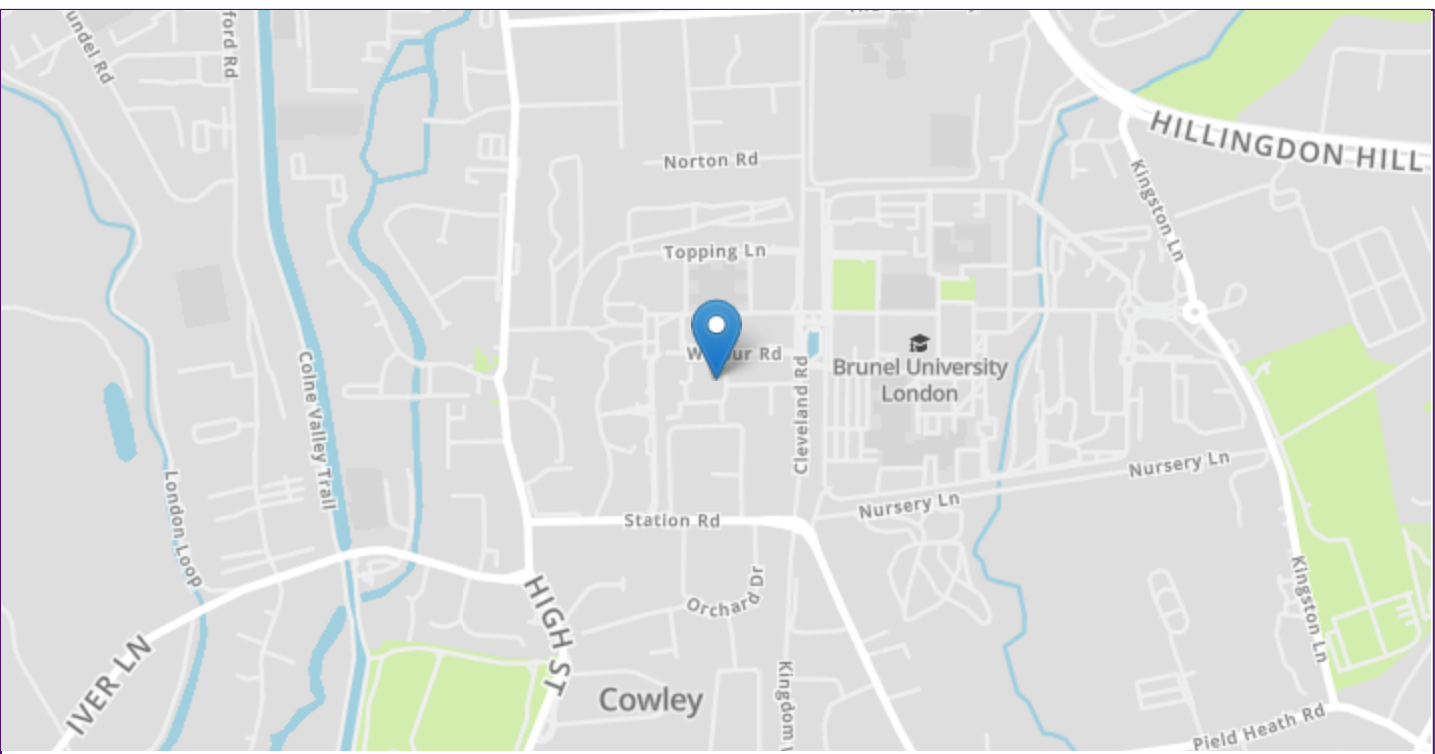 undel Rd
ford Rd
HILLINGDON HILL
Norton Rd
Kingston Ln
Topping Ln
Rd
Brunel University
London
Cleveland Rd
Colne Valley Trail
London Loop
Nursery Ln
Nursery Ln
Station Rd
Orchard Dr
HIGH ST
Kingston Ln
IVER LN
Cowley
Kingdom
Pield Heath Rd